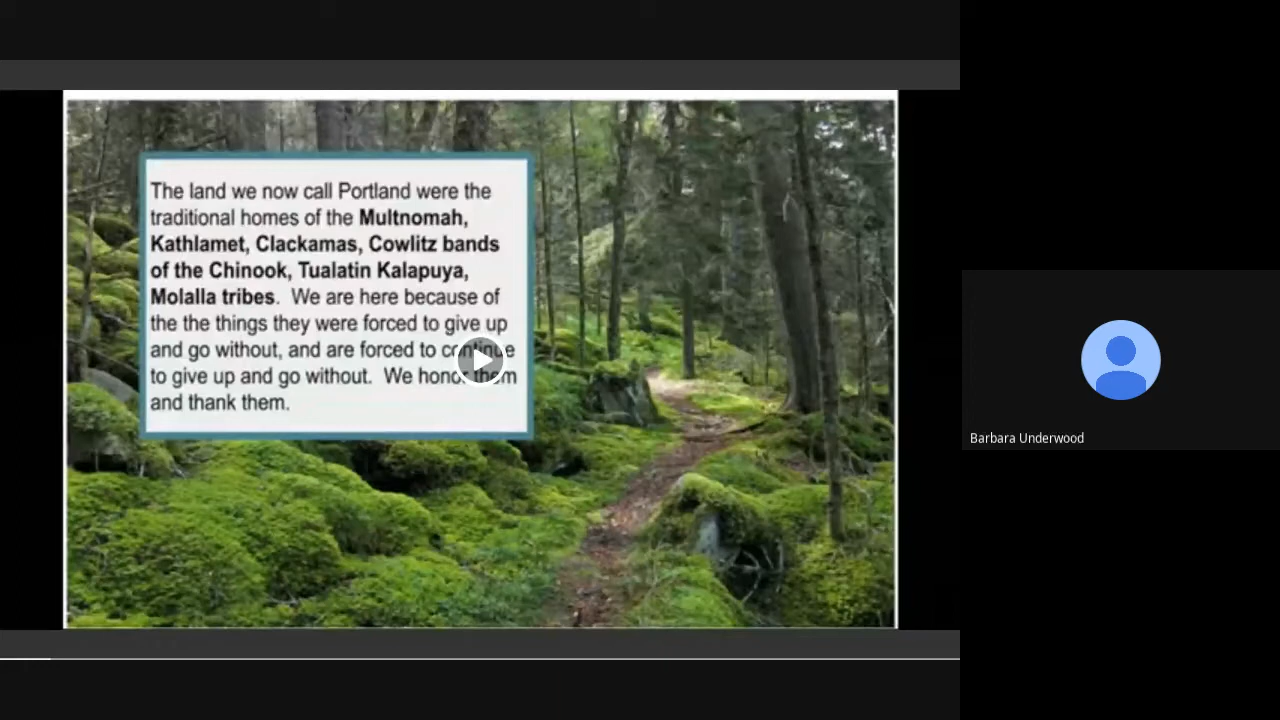 The land we now call Portland were the
traditional homes of the Multnomah,
Kathlamet, Clackamas, Cowlitz bands
of the Chinook, Tualatin Kalapuya,
Molalla tribes.  We are here because of
the the things they were forced to give up
and go without, and are forced to continue
to give up and go without.  We honor them
and thank them.
Barbara Underwood